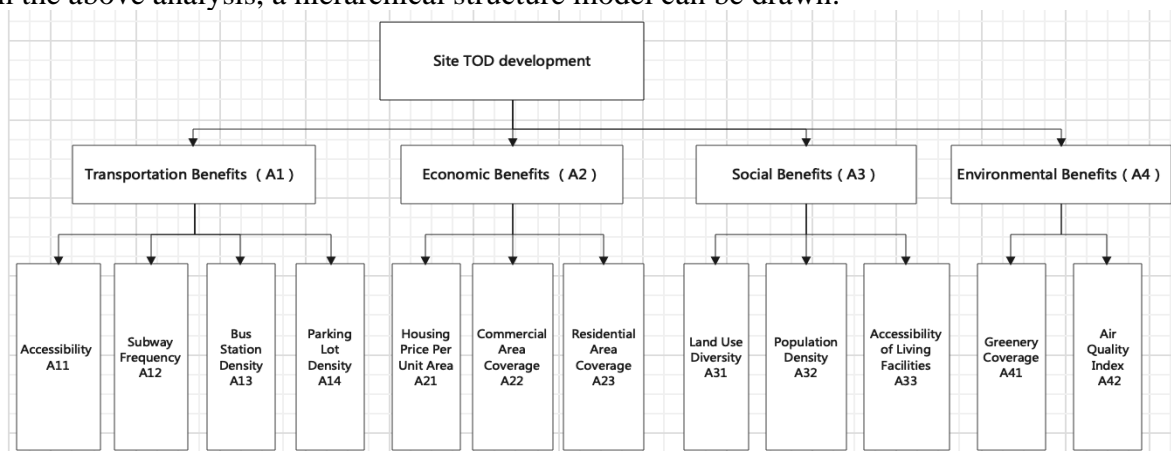 the above analysis, a hierarchical structure model can be drawn.
Site TOD development
Transportation Benefits （A1）
Economic Benefits （A2）
Social Benefits（A3）
Environmental Benefits（A4）
Accessibility
A11
Subway
Frequency
A12
Bus
Station
Density
A13
Parking
Lot
Density
A14
Housing
Price Per
Unit Area
A21
Commercial
Area
Coverage
A22
Residential
Area
Coverage
A23
Land Use
Diversity
A31
Population
Density
A32
Accessibility
of Living
Facilities
A33
Greenery
Coverage
A41
Air
Quality
Index
A42